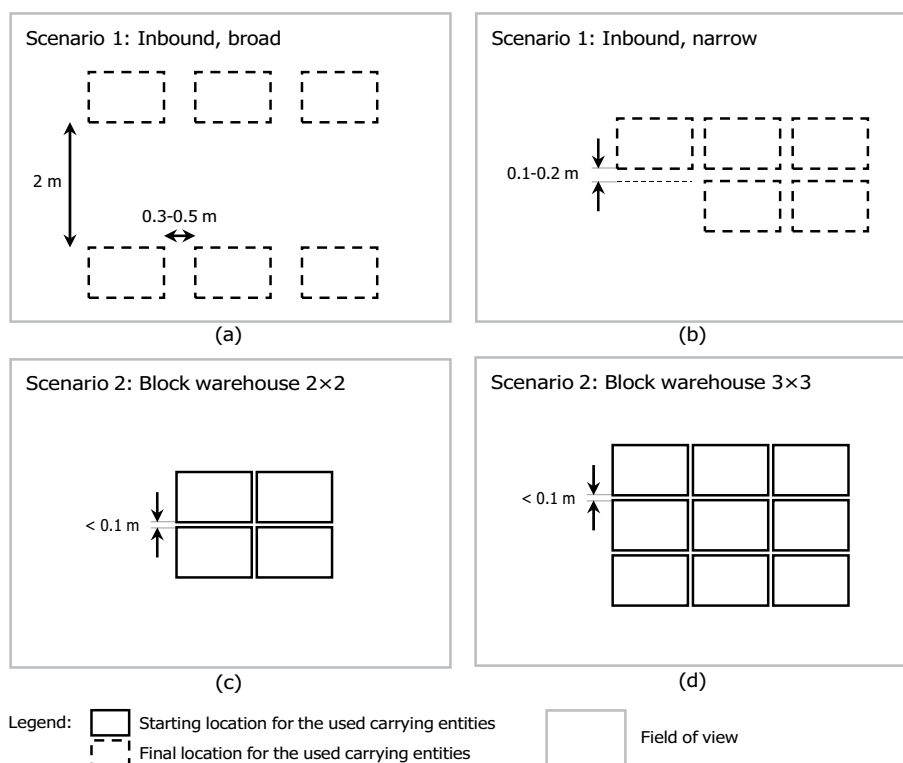 Scenario 1: Inbound, broad
2 m
0.3-0.5 m
(a)
Scenario 1: Inbound, narrow
0.1-0.2 m
(b)
Scenario 2: Block warehouse 2×2
< 0.1 m
(c)
Scenario 2: Block warehouse 3×3
< 0.1 m
(d)
Legend:
Starting location for the used carrying entities
Final location for the used carrying entities
Field of view